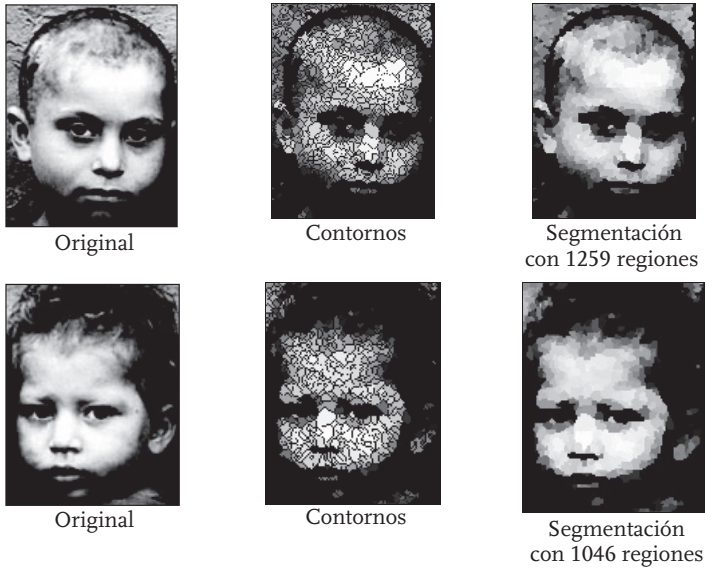 Original
Contornos
Segmentación
con 1259 regiones
Original
Contornos
Segmentación
con 1046 regiones